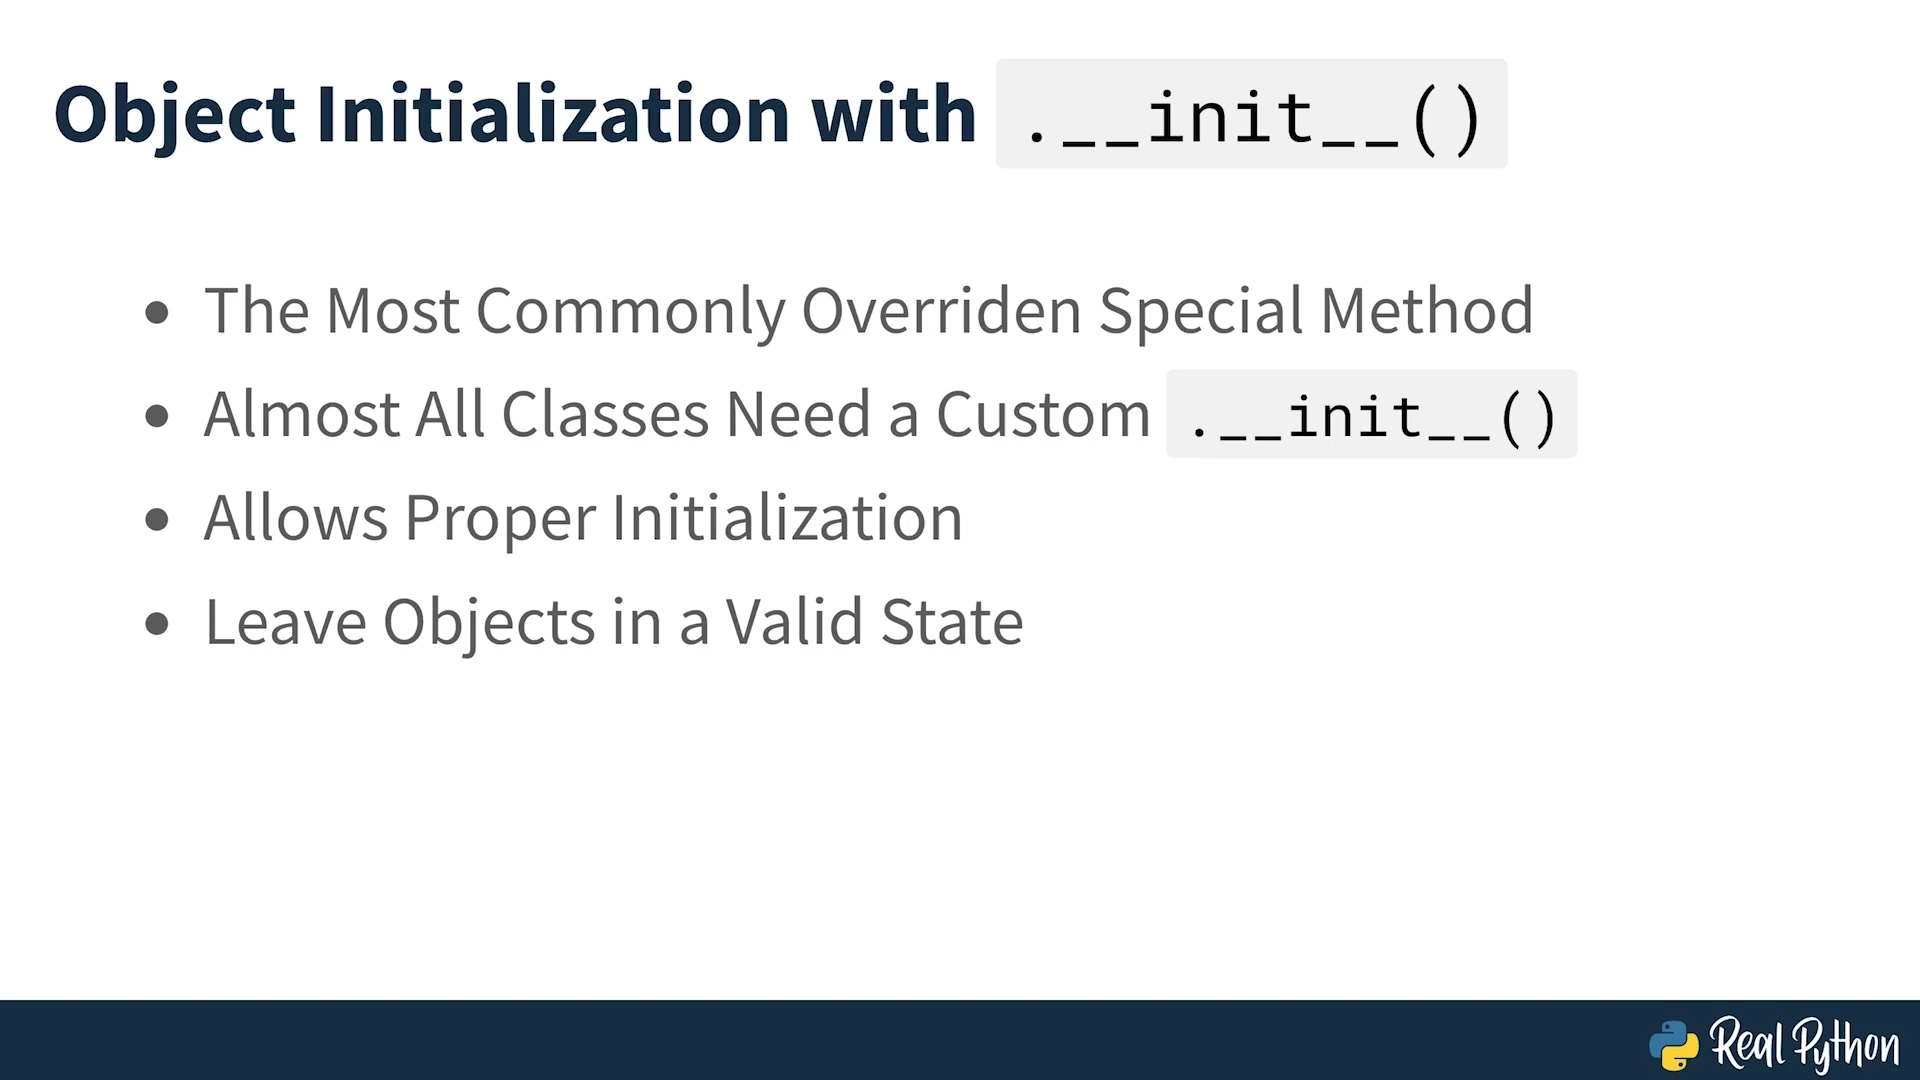 Object Initialization with .__init__()
• The Most Commonly Overriden Special Method
• Almost All Classes Need a Custom .__init__()
• Allows Proper Initialization
• Leave Objects in a Valid State
Real Python